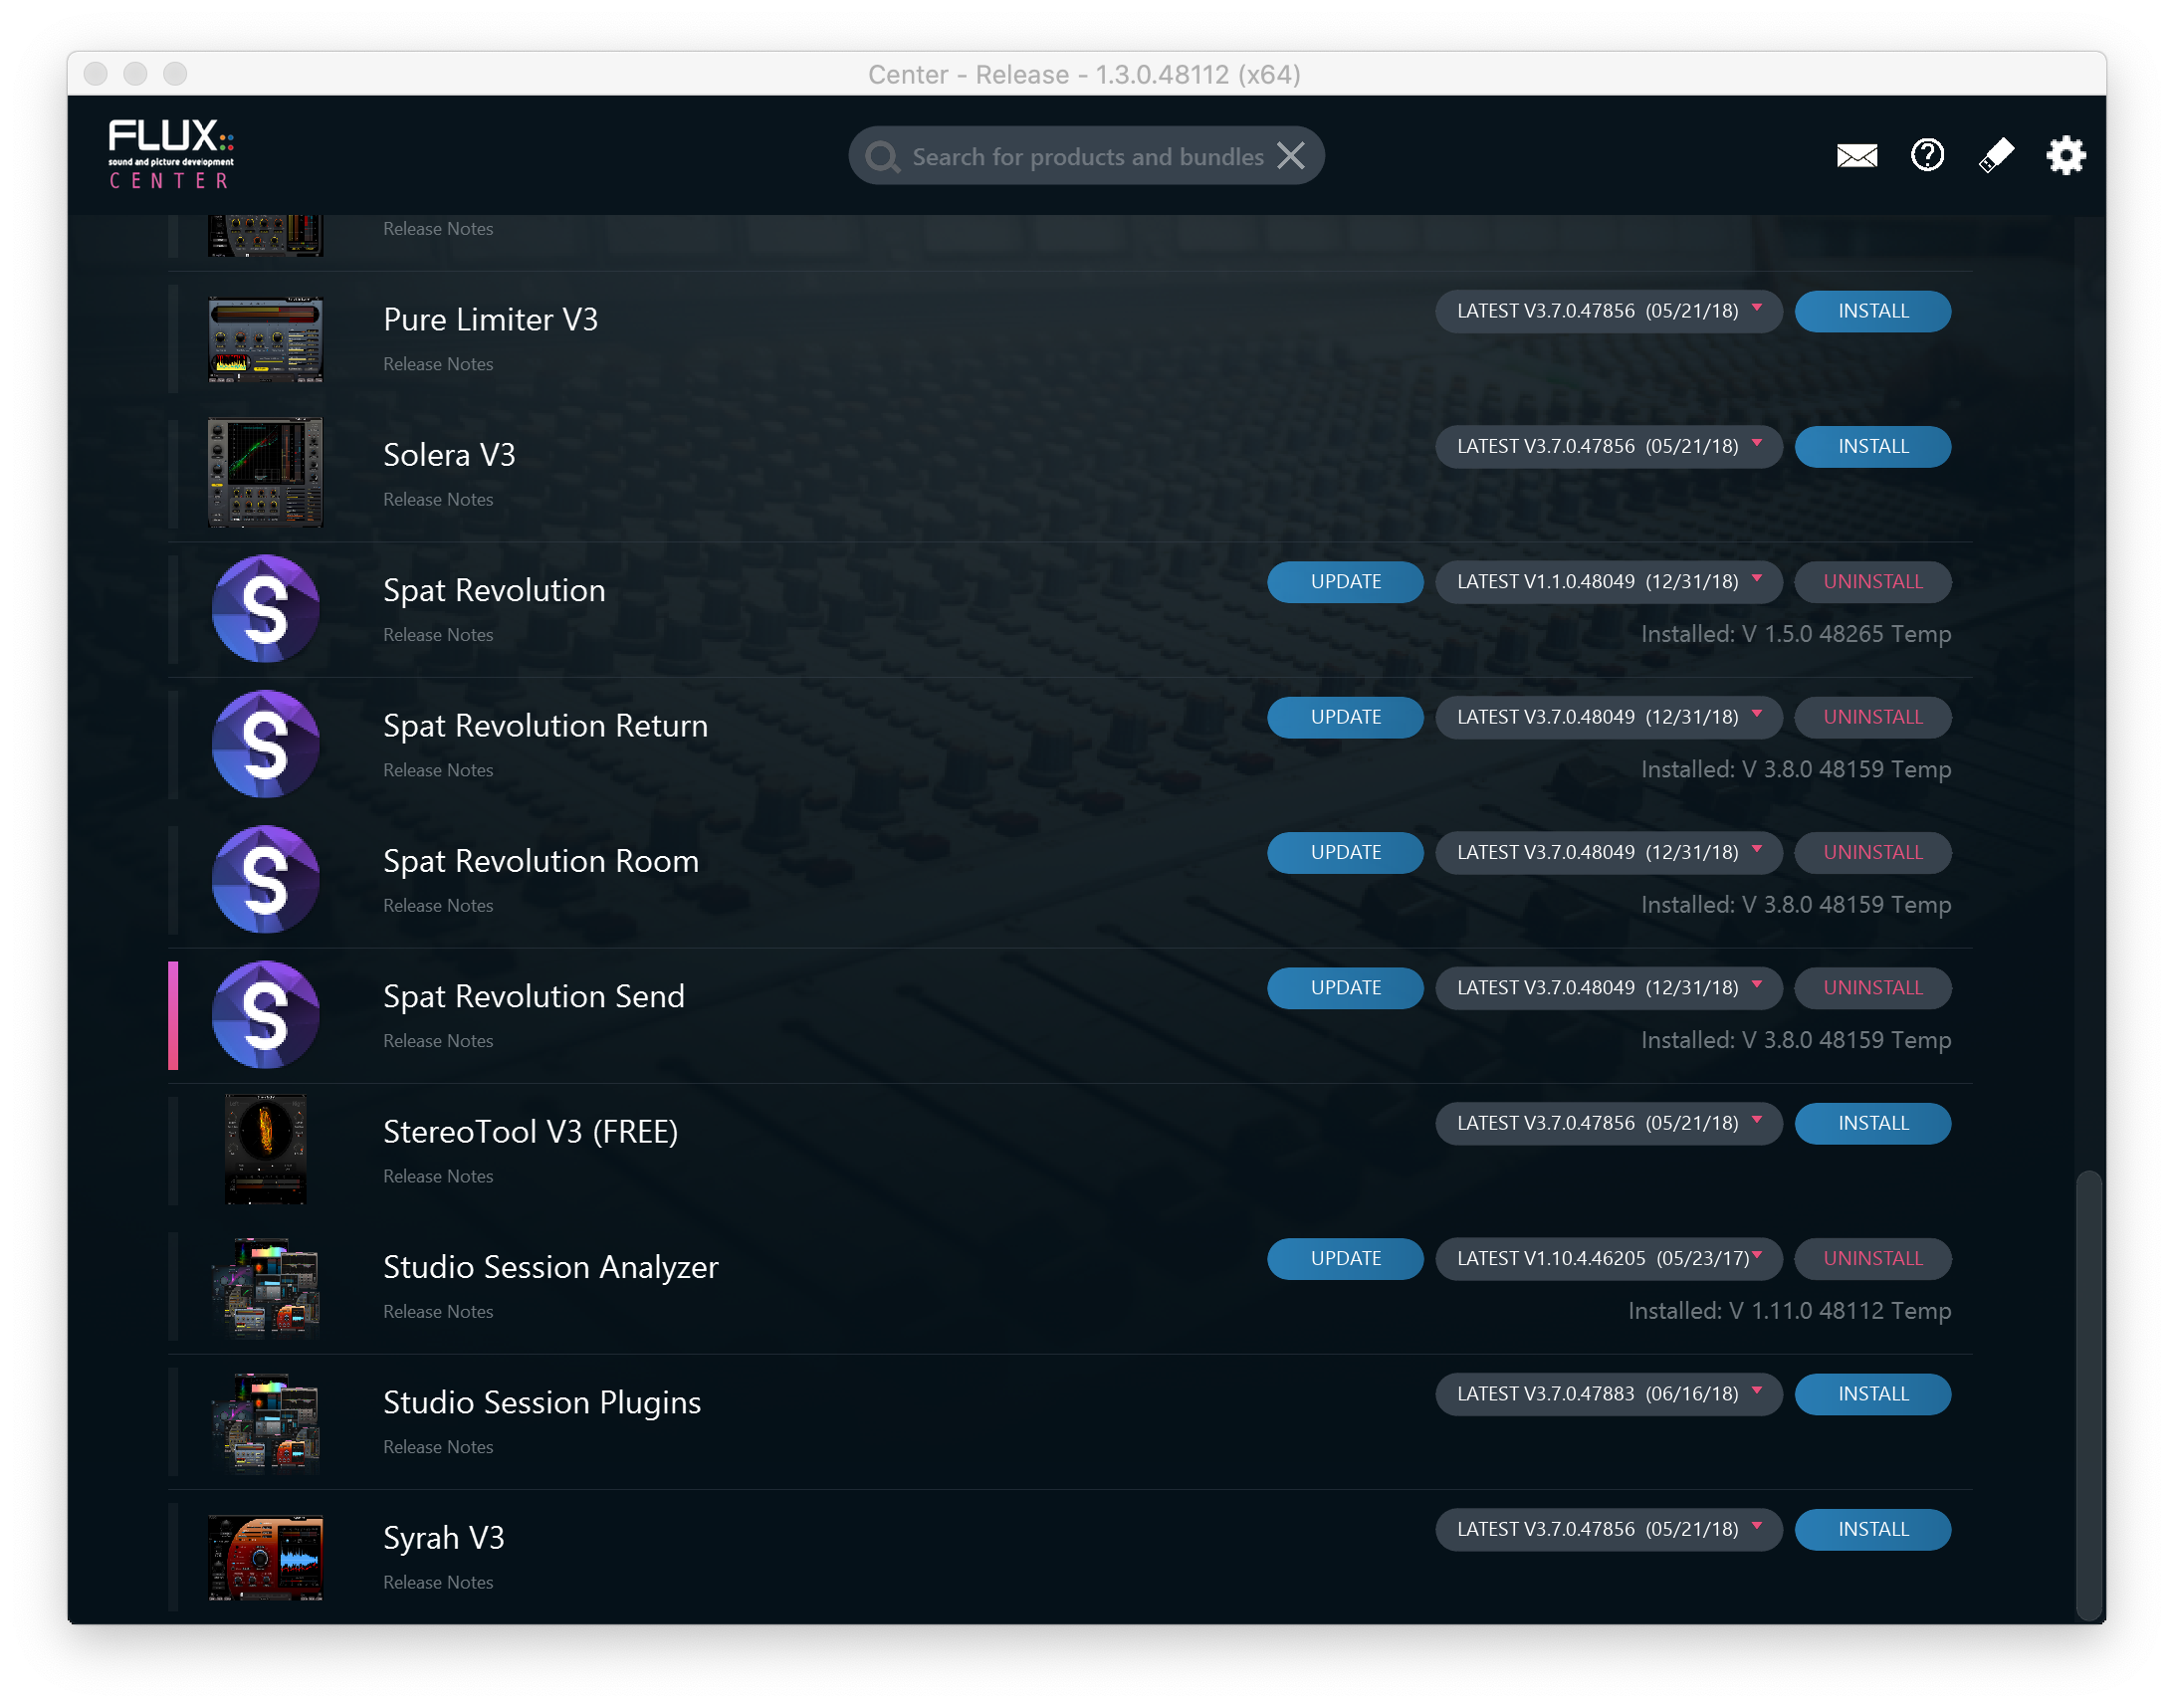 Center - Release - 1.3.0.48112 (x64)
FLUX::
sound and picture development
CENTER
Search for products and bundles
Release Notes
Pure Limiter V3
LATEST V3.7.0.47856 (05/21/18)
INSTALL
Release Notes
Solera V3
LATEST V3.7.0.47856 (05/21/18)
INSTALL
Release Notes
Spat Revolution
UPDATE
LATEST V1.1.0.48049 (12/31/18)
UNINSTALL
Release Notes
Installed: V 1.5.0 48265 Temp
Spat Revolution Return
UPDATE
LATEST V3.7.0.48049 (12/31/18)
UNINSTALL
Release Notes
Installed: V 3.8.0 48159 Temp
Spat Revolution Room
UPDATE
LATEST V3.7.0.48049 (12/31/18)
UNINSTALL
Release Notes
Installed: V 3.8.0 48159 Temp
Spat Revolution Send
UPDATE
LATEST V3.7.0.48049 (12/31/18)
UNINSTALL
Release Notes
Installed: V 3.8.0 48159 Temp
StereoTool V3 (FREE)
LATEST V3.7.0.47856 (05/21/18)
INSTALL
Release Notes
Studio Session Analyzer
UPDATE
LATEST V1.10.4.46205 (05/23/17)
UNINSTALL
Release Notes
Installed: V 1.11.0 48112 Temp
Studio Session Plugins
LATEST V3.7.0.47883 (06/16/18)
INSTALL
Release Notes
Syrah V3
LATEST V3.7.0.47856 (05/21/18)
INSTALL
Release Notes